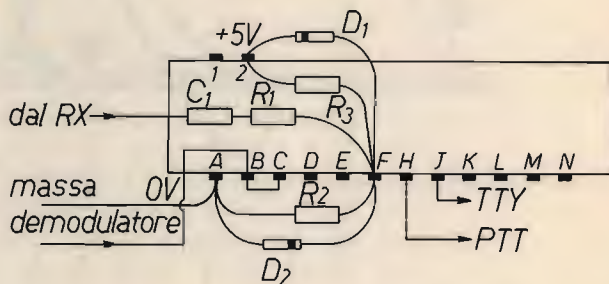 D1
+5V
1 2
C1 R1 R3
dal RX
A B C D E F H J K L M N
massa 0V
R2
TTY
demodulatore
PTT
D2